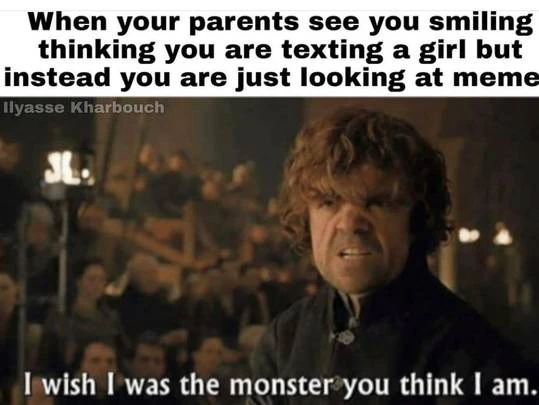 When your parents see you smiling
thinking you are texting a girl but
instead you are just looking at meme
Ilyasse Kharbouch
I wish I was the monster you think I am.